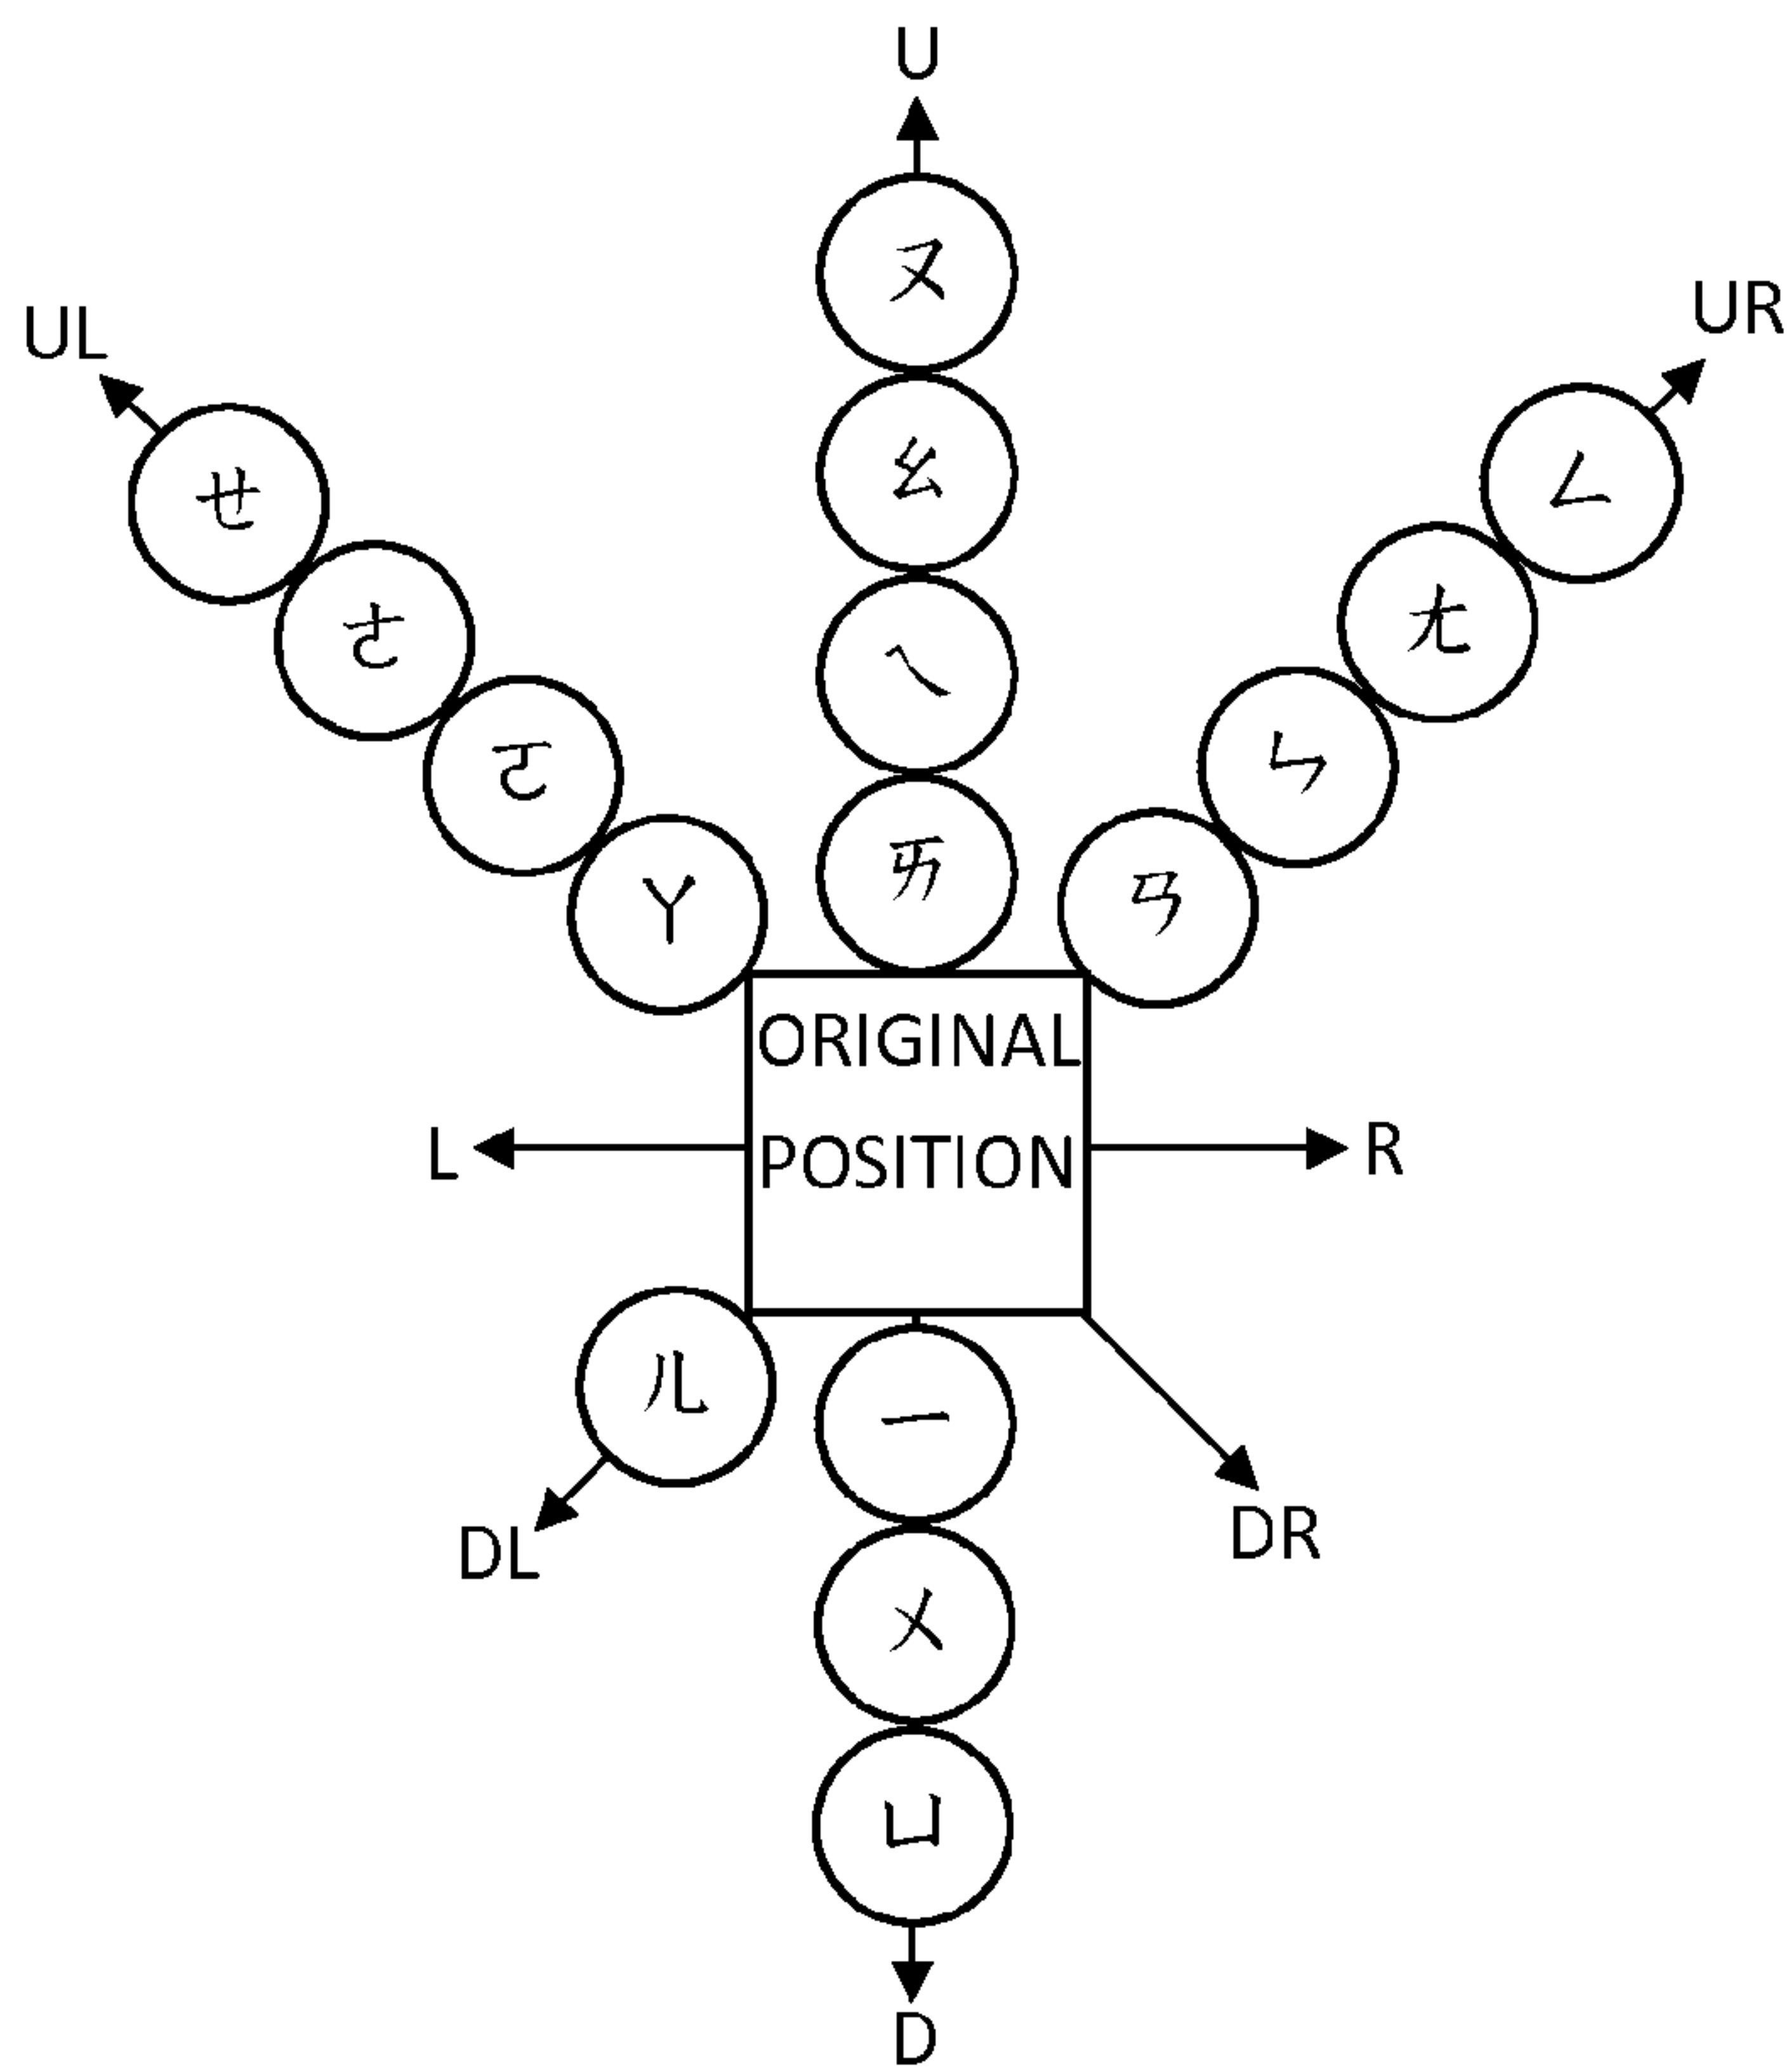 U
ㄡ
UL
UR
ㄠ
ㄝ
ㄥ
ㄜ
ㄤ
ㄟ
ㄛ
ㄣ
ㄚ
ㄞ
ㄢ
ORIGINAL
POSITION
L
R
ㄦ
ㄧ
DL
DR
ㄨ
ㄩ
D